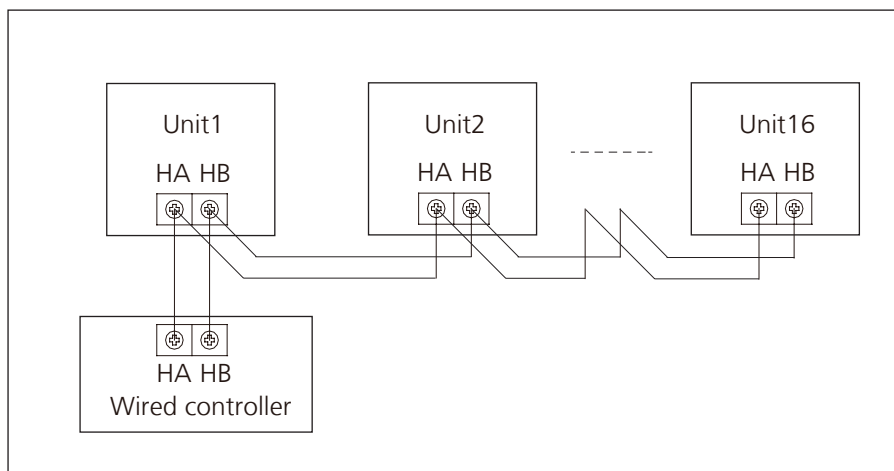 Unit1
HA HB
Unit2
HA HB
Unit16
HA HB
HA HB
Wired controller